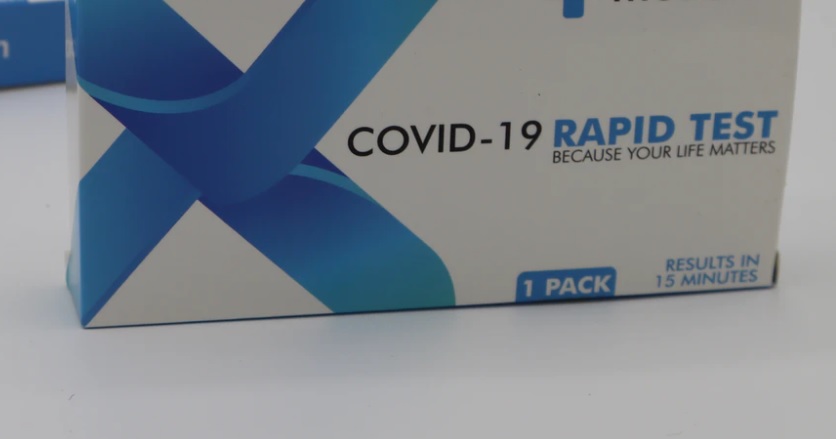 COVID-19 RAPID TEST
BECAUSE YOUR LIFE MATTERS
RESULTS IN
1 PACK 15 MINUTES